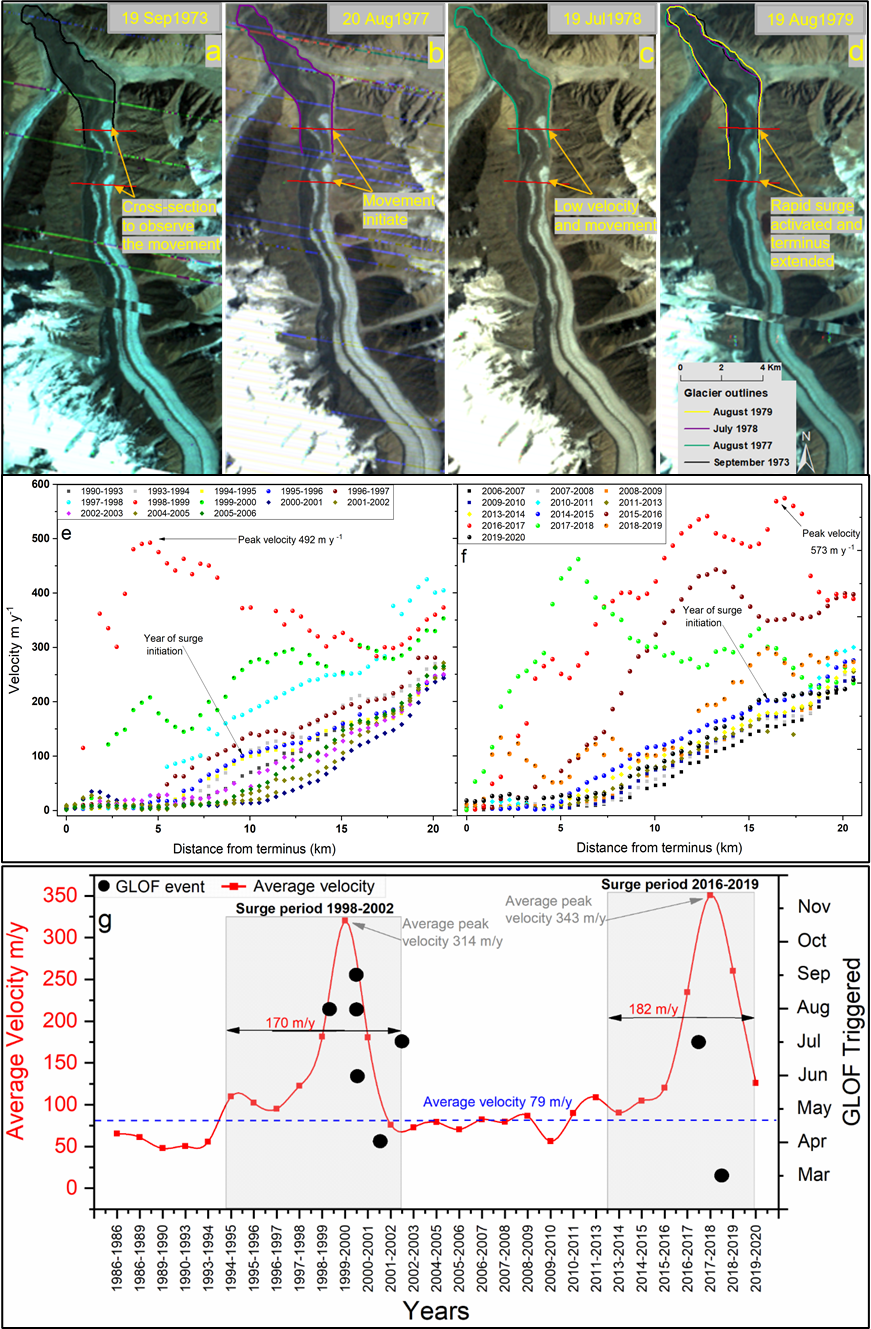 19 Sep1973
20 Aug1977
19 Jul1978
19 Aug1979
a
b
c
d
Cross-section
to observe
the movement
Movement
initiate
Low velocity
and movement
Rapid surge
activated and
terminus
extended
0 2 4 Km
Glacier outlines
August 1979
July 1978
August 1977
September 1973
N
600
500
400
300
200
100
0
Velocity m y-1
1990-1993 1993-1994 1994-1995 1995-1996 1996-1997
1997-1998 1998-1999 1999-2000 2000-2001 2001-2002
2002-2003 2004-2005 2005-2006
e
Peak velocity 492 m y -1
Year of surge
initiation
0 5 10 15 20
Distance from terminus (km)
2006-2007 2007-2008 2008-2009
2009-2010 2010-2011 2011-2013
2013-2014 2014-2015 2015-2016
2016-2017 2017-2018 2018-2019
2019-2020
f
Peak velocity
573 m y -1
Year of surge
initiation
0 5 10 15 20
Distance from terminus (km)
GLOF event Average velocity
g
Surge period 1998-2002
Surge period 2016-2019
Average peak
velocity 314 m/y
Average peak
velocity 343 m/y
170 m/y
182 m/y
Average velocity 79 m/y
Average Velocity m/y
350
300
250
200
150
100
50
0
Nov
Oct
Sep
Aug
Jul
Jun
May
Apr
Mar
GLOF Triggered
1986-1986
1986-1989
1989-1990
1990-1993
1993-1994
1994-1995
1995-1996
1996-1997
1997-1998
1998-1999
1999-2000
2000-2001
2001-2002
2002-2003
2004-2005
2005-2006
2006-2007
2007-2008
2008-2009
2009-2010
2010-2011
2011-2013
2013-2014
2014-2015
2015-2016
2016-2017
2017-2018
2018-2019
2019-2020
Years